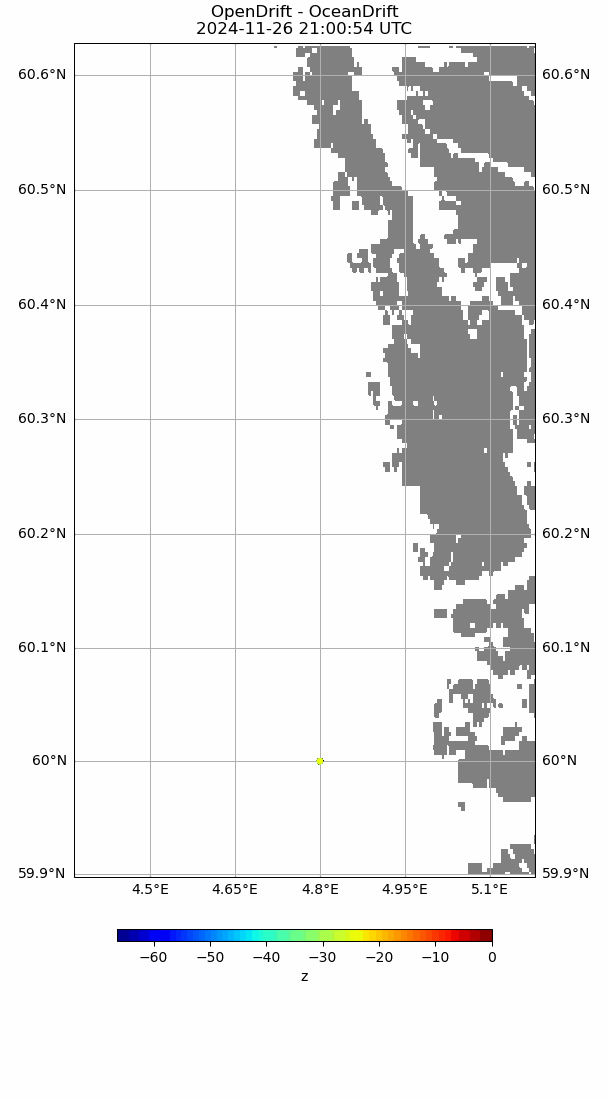 OpenDrift - OceanDrift
2024-11-26 21:00:54 UTC
60.6°N 60.6°N
60.5°N 60.5°N
60.4°N 60.4°N
60.3°N 60.3°N
60.2°N 60.2°N
60.1°N 60.1°N
60°N 60°N
59.9°N 59.9°N
4.5°E 4.65°E 4.8°E 4.95°E 5.1°E
−60 −50 −40 −30 −20 −10 0
z